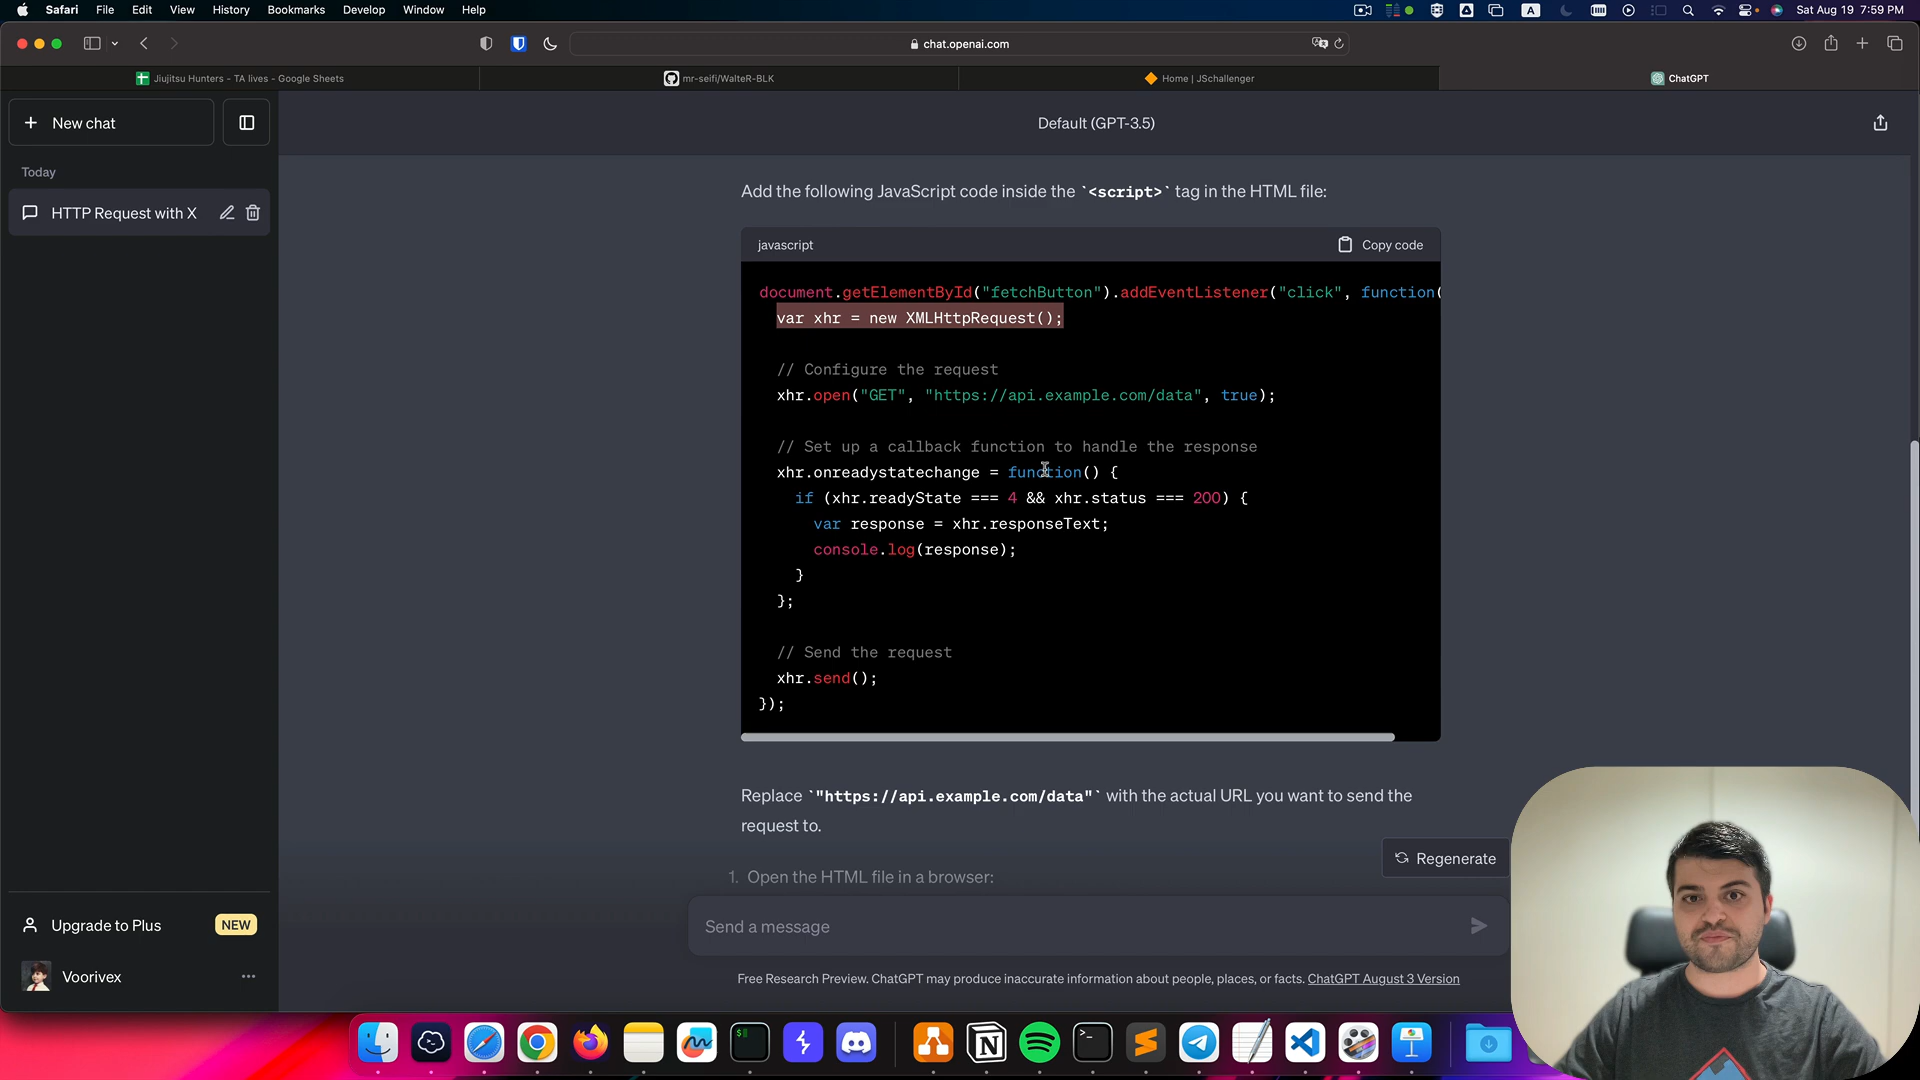 Safari File Edit View History Bookmarks Develop Window Help
A
Sat Aug 19 7:59 PM
chat.openai.com
Jiujitsu Hunters - TA lives - Google Sheets
mr-seifi/WalteR-BLK
Home | JSchallenger
ChatGPT
+ New chat
Default (GPT-3.5)
Today
HTTP Request with X
Add the following JavaScript code inside the `<script>` tag in the HTML file:
javascript
Copy code
document.getElementById("fetchButton").addEventListener("click", function(
var xhr = new XMLHttpRequest();
// Configure the request
xhr.open("GET", "https://api.example.com/data", true);
// Set up a callback function to handle the response
xhr.onreadystatechange = function() {
if (xhr.readyState === 4 && xhr.status === 200) {
var response = xhr.responseText;
console.log(response);
}
};
// Send the request
xhr.send();
});
Replace `"https://api.example.com/data"` with the actual URL you want to send the
request to.
Regenerate
1. Open the HTML file in a browser:
Upgrade to Plus
NEW
Send a message
Voorivex
Free Research Preview. ChatGPT may produce inaccurate information about people, places, or facts. ChatGPT August 3 Version